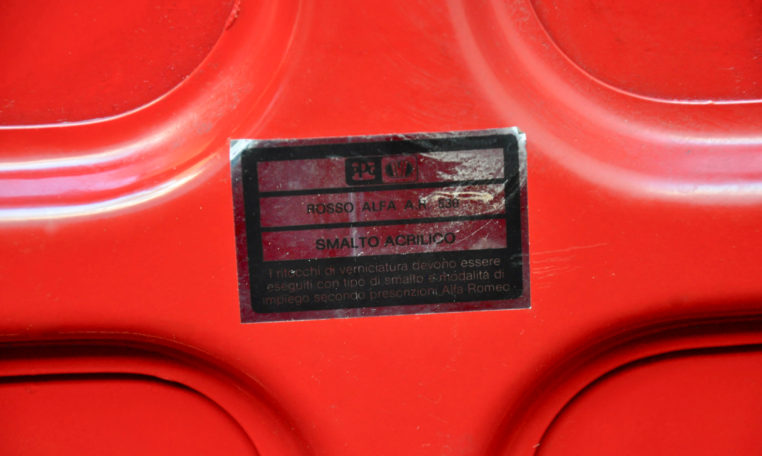 PPG
ROSSO ALFA A.R. 530
SMALTO ACRILICO
I ritocchi di verniciatura devono essere
eseguiti con tipo di smalto e modalità di
impiego secondo prescrizioni Alfa Romeo